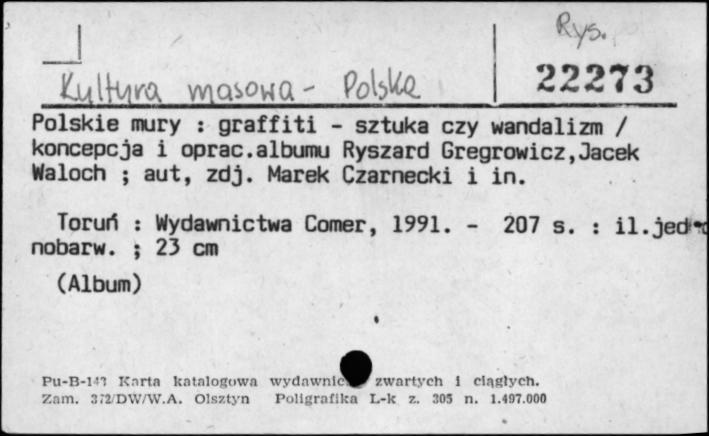 Rys.
22273
Kultura masowa - Polska
Polskie mury : graffiti - sztuka czy wandalizm /
koncepcja i oprac.albumu Ryszard Gregrowicz,Jacek
Waloch ; aut, zdj. Marek Czarnecki i in.
Toruń : Wydawnictwa Comer, 1991. - 207 s. : il.jed
nobarw. ; 23 cm
(Album)
Pu-B-143 Karta katalogowa zwartych i ciągłych.
Zam. 372/DW/W.A. Olsztyn Poligrafika L-k z. 305 n. 1.497.000